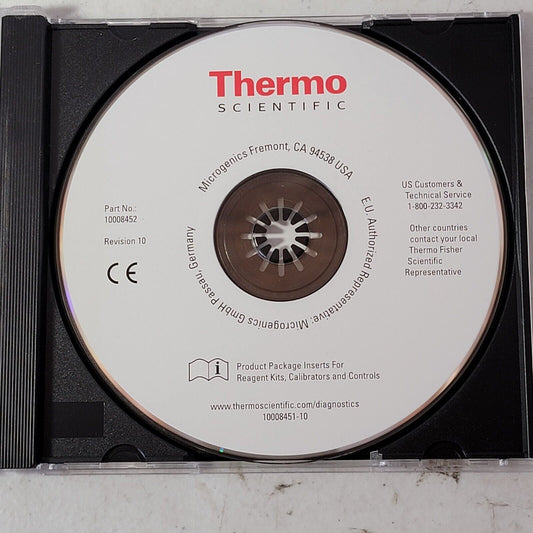 Thermo
SCIENTIFIC
Microgenics Fremont, CA 94538 USA
E.U. Authorized Representative: Microgenics GmbH Passau, Germany
Part No.:
10008452
Revision 10
CE
US Customers &
Technical Service
1-800-232-3342
Other countries
contact your local
Thermo Fisher
Scientific
Representative
i
Product Package Inserts For
Reagent Kits, Calibrators and Controls
www.thermoscientific.com/diagnostics
10008451-10